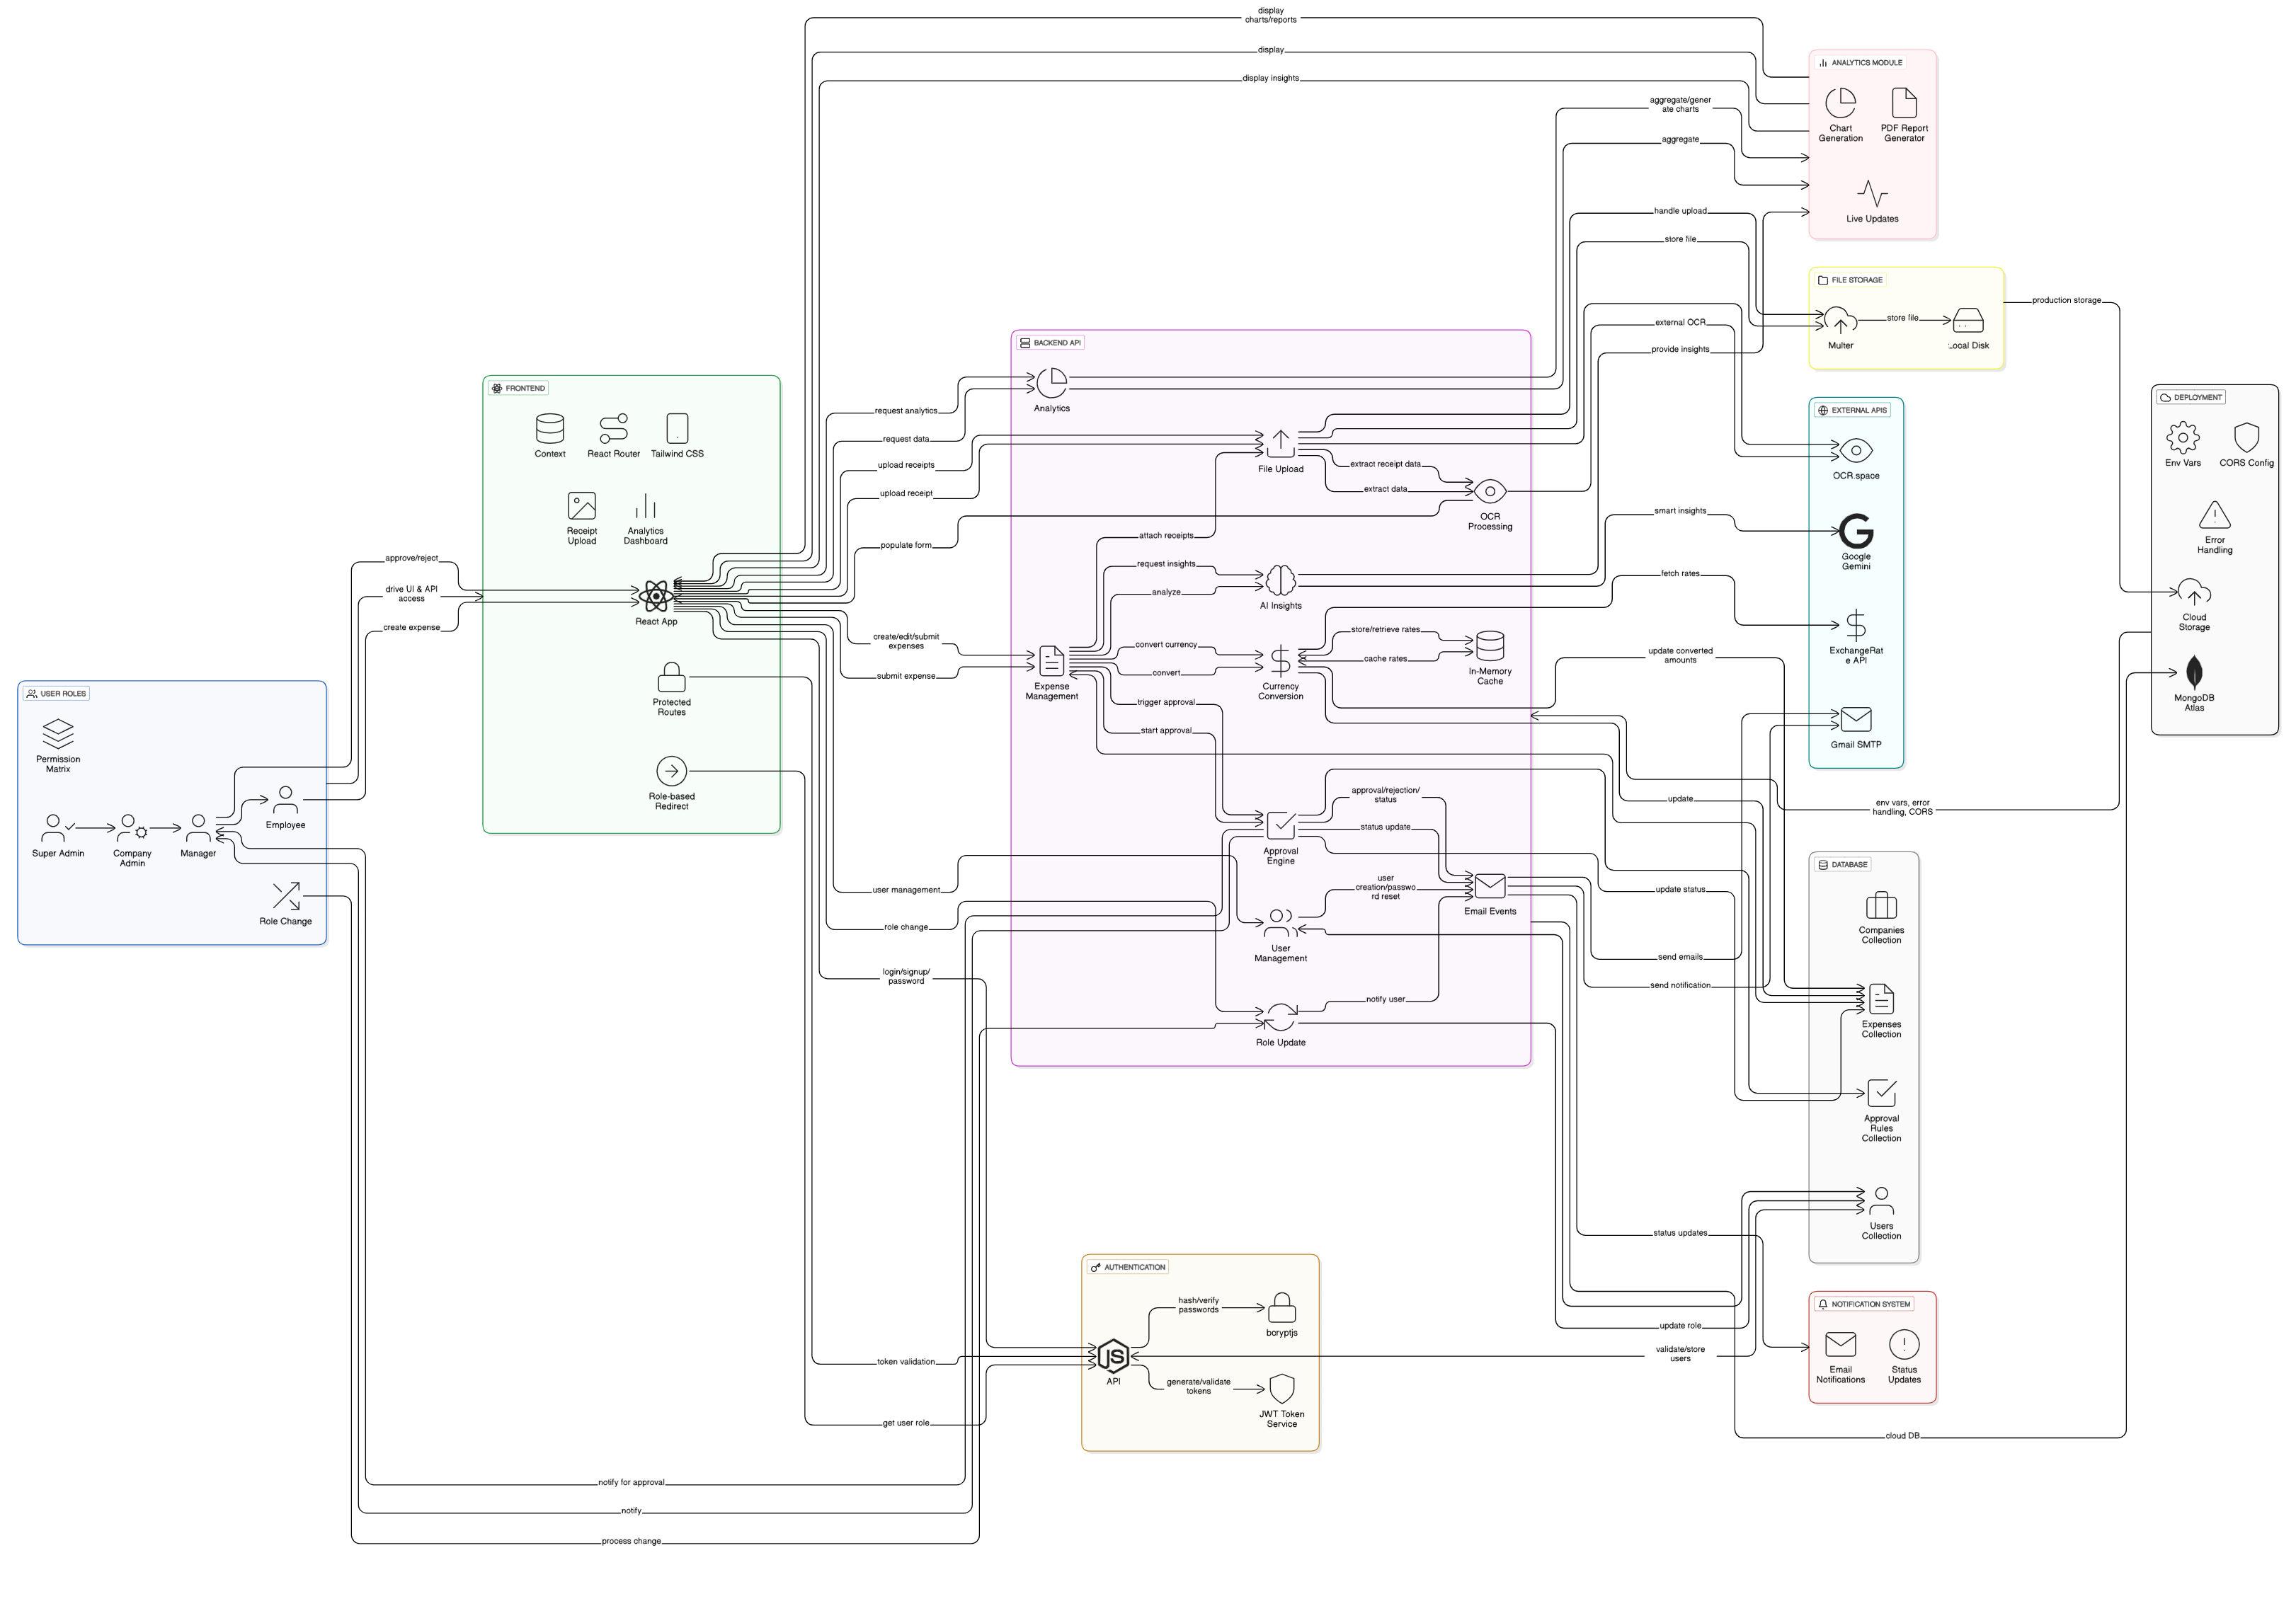 display
charts/reports
display
display insights
aggregate/gener
ate charts
aggregate
ANALYTICS MODULE
Chart
Generation
PDF Report
Generator
Live Updates
handle upload
store file
external OCR
provide insights
FILE STORAGE
Multer
store file
Local Disk
production storage
DEPLOYMENT
Env Vars
CORS Config
Error
Handling
Cloud
Storage
MongoDB
Atlas
EXTERNAL APIS
OCR.space
smart insights
Google
Gemini
fetch rates
ExchangeRat
e API
Gmail SMTP
update converted
amounts
update
env vars, error
handling, CORS
BACKEND API
Analytics
File Upload
extract receipt data
extract data
OCR
Processing
attach receipts
request insights
analyze
AI Insights
convert currency
convert
Currency
Conversion
store/retrieve rates
cache rates
In-Memory
Cache
Expense
Management
trigger approval
start approval
approval/rejection/
status
status update
Approval
Engine
user
creation/passwo
rd reset
Email Events
User
Management
notify user
Role Update
FRONTEND
Context
React Router
Tailwind CSS
Receipt
Upload
Analytics
Dashboard
React App
Protected
Routes
Role-based
Redirect
request analytics
request data
upload receipts
upload receipt
populate form
create/edit/submit
expenses
submit expense
user management
role change
login/signup/
password
approve/reject
drive UI & API
access
create expense
USER ROLES
Permission
Matrix
Super Admin
Company
Admin
Manager
Employee
Role Change
DATABASE
Companies
Collection
update status
send emails
send notification
Expenses
Collection
Approval
Rules
Collection
Users
Collection
status updates
NOTIFICATION SYSTEM
Email
Notifications
Status
Updates
update role
validate/store
users
cloud DB
AUTHENTICATION
hash/verify
passwords
bcryptjs
JS
API
generate/validate
tokens
JWT Token
Service
token validation
get user role
notify for approval
notify
process change